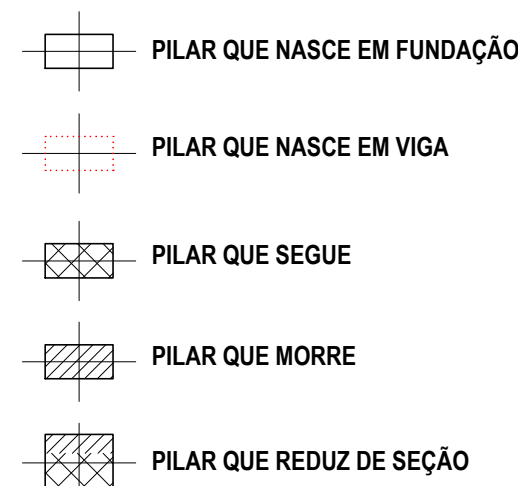 PILAR QUE NASCE EM FUNDAÇÃO
PILAR QUE NASCE EM VIGA
PILAR QUE SEGUE
PILAR QUE MORRE
PILAR QUE REDUZ DE SEÇÃO